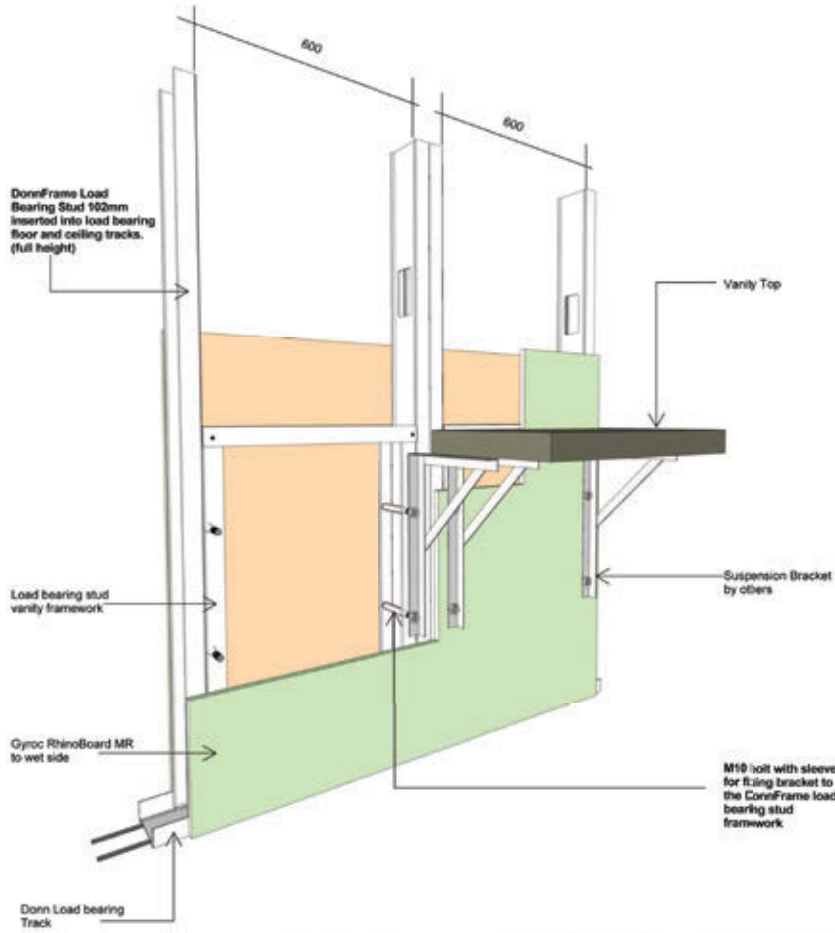 600
600
DonnFrame Load
Bearing Stud 102mm
inserted into load bearing
floor and ceiling tracks.
(full height)
Vanity Top
Load bearing stud
vanity framework
Suspension Bracket
by others
Gyroc RhinoBoard MR
to wet side
M10 bolt with sleeve
for fixing bracket to
the DonnFrame load
bearing stud
framework
Donn Load bearing
Track